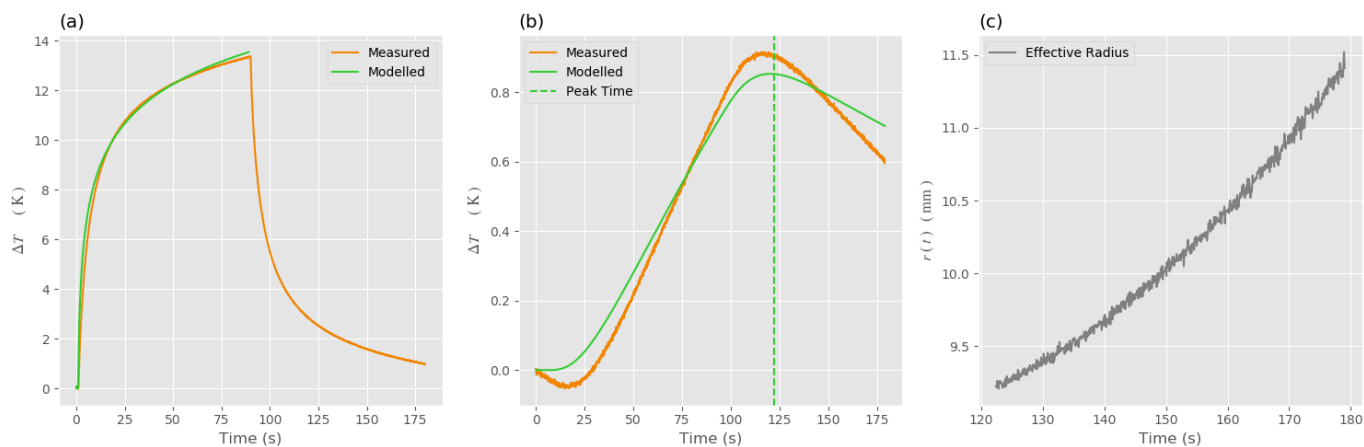 (a)
14
12
10
8
6
4
2
0
ΔT ( K )
0 25 50 75 100 125 150 175
Time (s)
Measured
Modelled
(b)
0.8
0.6
0.4
0.2
0.0
ΔT ( K )
0 25 50 75 100 125 150 175
Time (s)
Measured
Modelled
Peak Time
(c)
11.5
11.0
10.5
10.0
9.5
r ( t ) ( mm )
120 130 140 150 160 170 180
Time (s)
Effective Radius